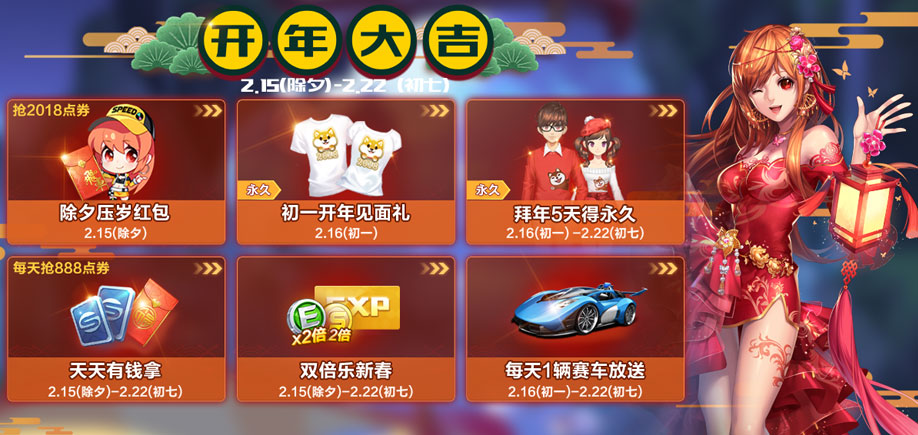 开年大吉
2.15(除夕)-2.22 (初七)
抢2018点券
SPEED
除夕压岁红包
2.15(除夕)
永久
初一开年见面礼
2.16(初一)
永久
拜年5天得永久
2.16(初一) -2.22(初七)
每天抢888点券
S
S
福
天天有钱拿
2.15(除夕)-2.22(初七)
EXP
E
x2倍
2倍
双倍乐新春
2.15(除夕)-2.22(初七)
每天1辆赛车放送
2.16(初一)-2.22(初七)